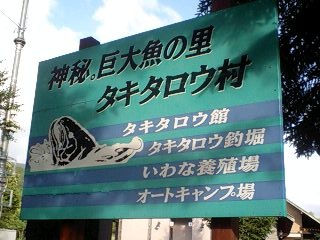 神秘。巨大魚の里
タキタロウ村
タキタロウ館
タキタロウ釣堀
いわな養殖場
オートキャンプ場